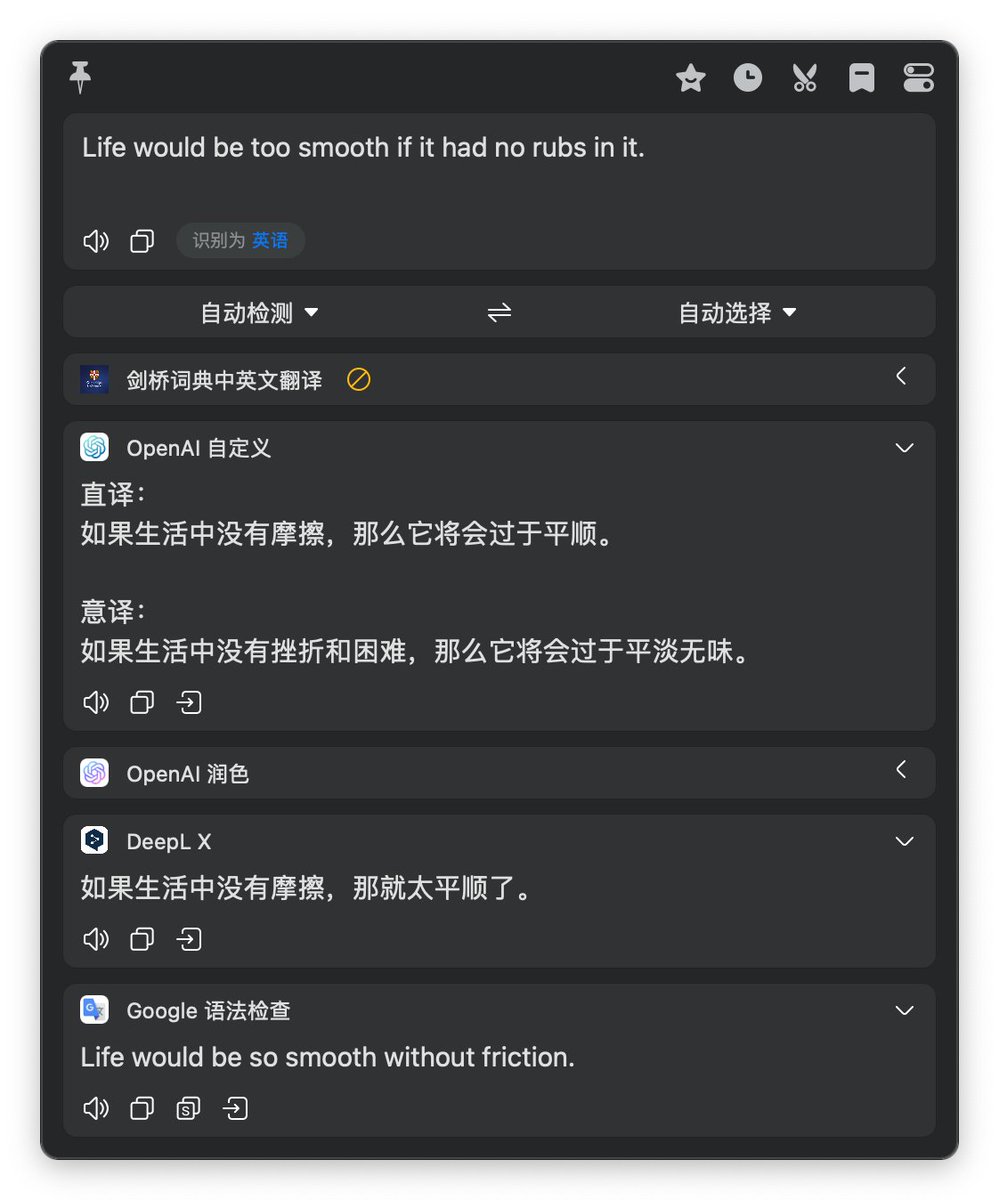 Life would be too smooth if it had no rubs in it.
识别为 英语
自动检测 自动选择
剑桥词典中英文翻译
OpenAI 自定义
直译：
如果生活中没有摩擦，那么它将会过于平顺。
意译：
如果生活中没有挫折和困难，那么它将会过于平淡无味。
OpenAI 润色
DeepL X
如果生活中没有摩擦，那就太平顺了。
Google 语法检查
Life would be so smooth without friction.